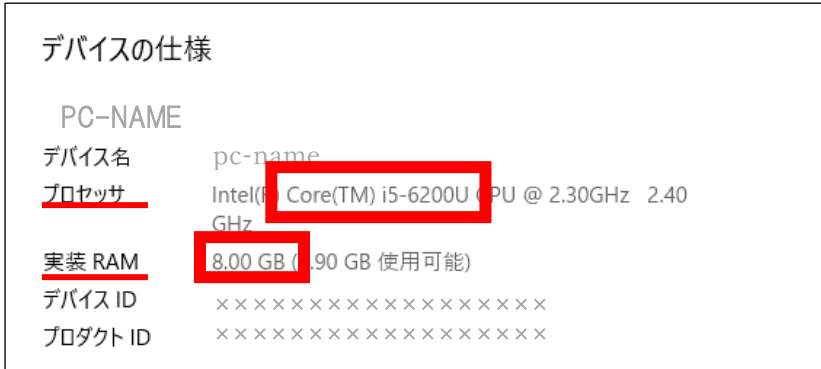 デバイスの仕様
PC-NAME
デバイス名 pc-name
プロセッサ Intel( Core(TM) i5-6200U PU @ 2.30GHz 2.40
GHz
実装 RAM 8.00 GB ( .90 GB 使用可能)
デバイス ID ××××××××××××××××××
プロダクト ID ××××××××××××××××××